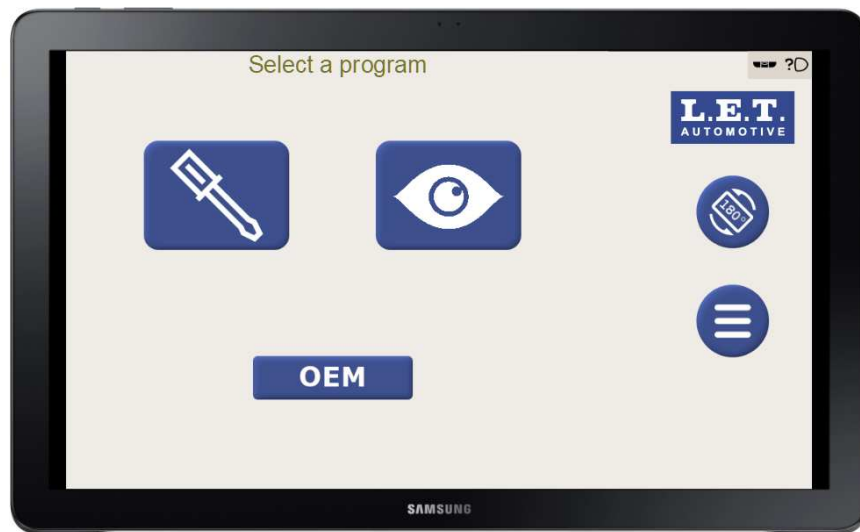 Select a program
?
L.E.T.
AUTOMOTIVE
180°
OEM
SAMSUNG